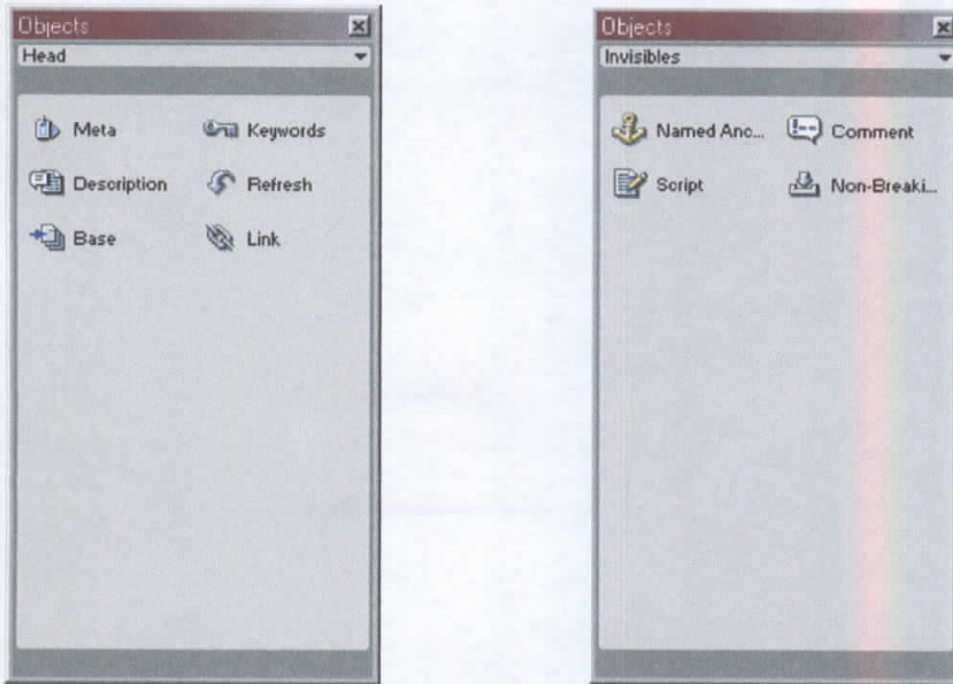 Objects
Head
Meta Keywords
Description Refresh
Base Link
Objects
Invisibles
Named Anc... Comment
Script Non-Breaki...